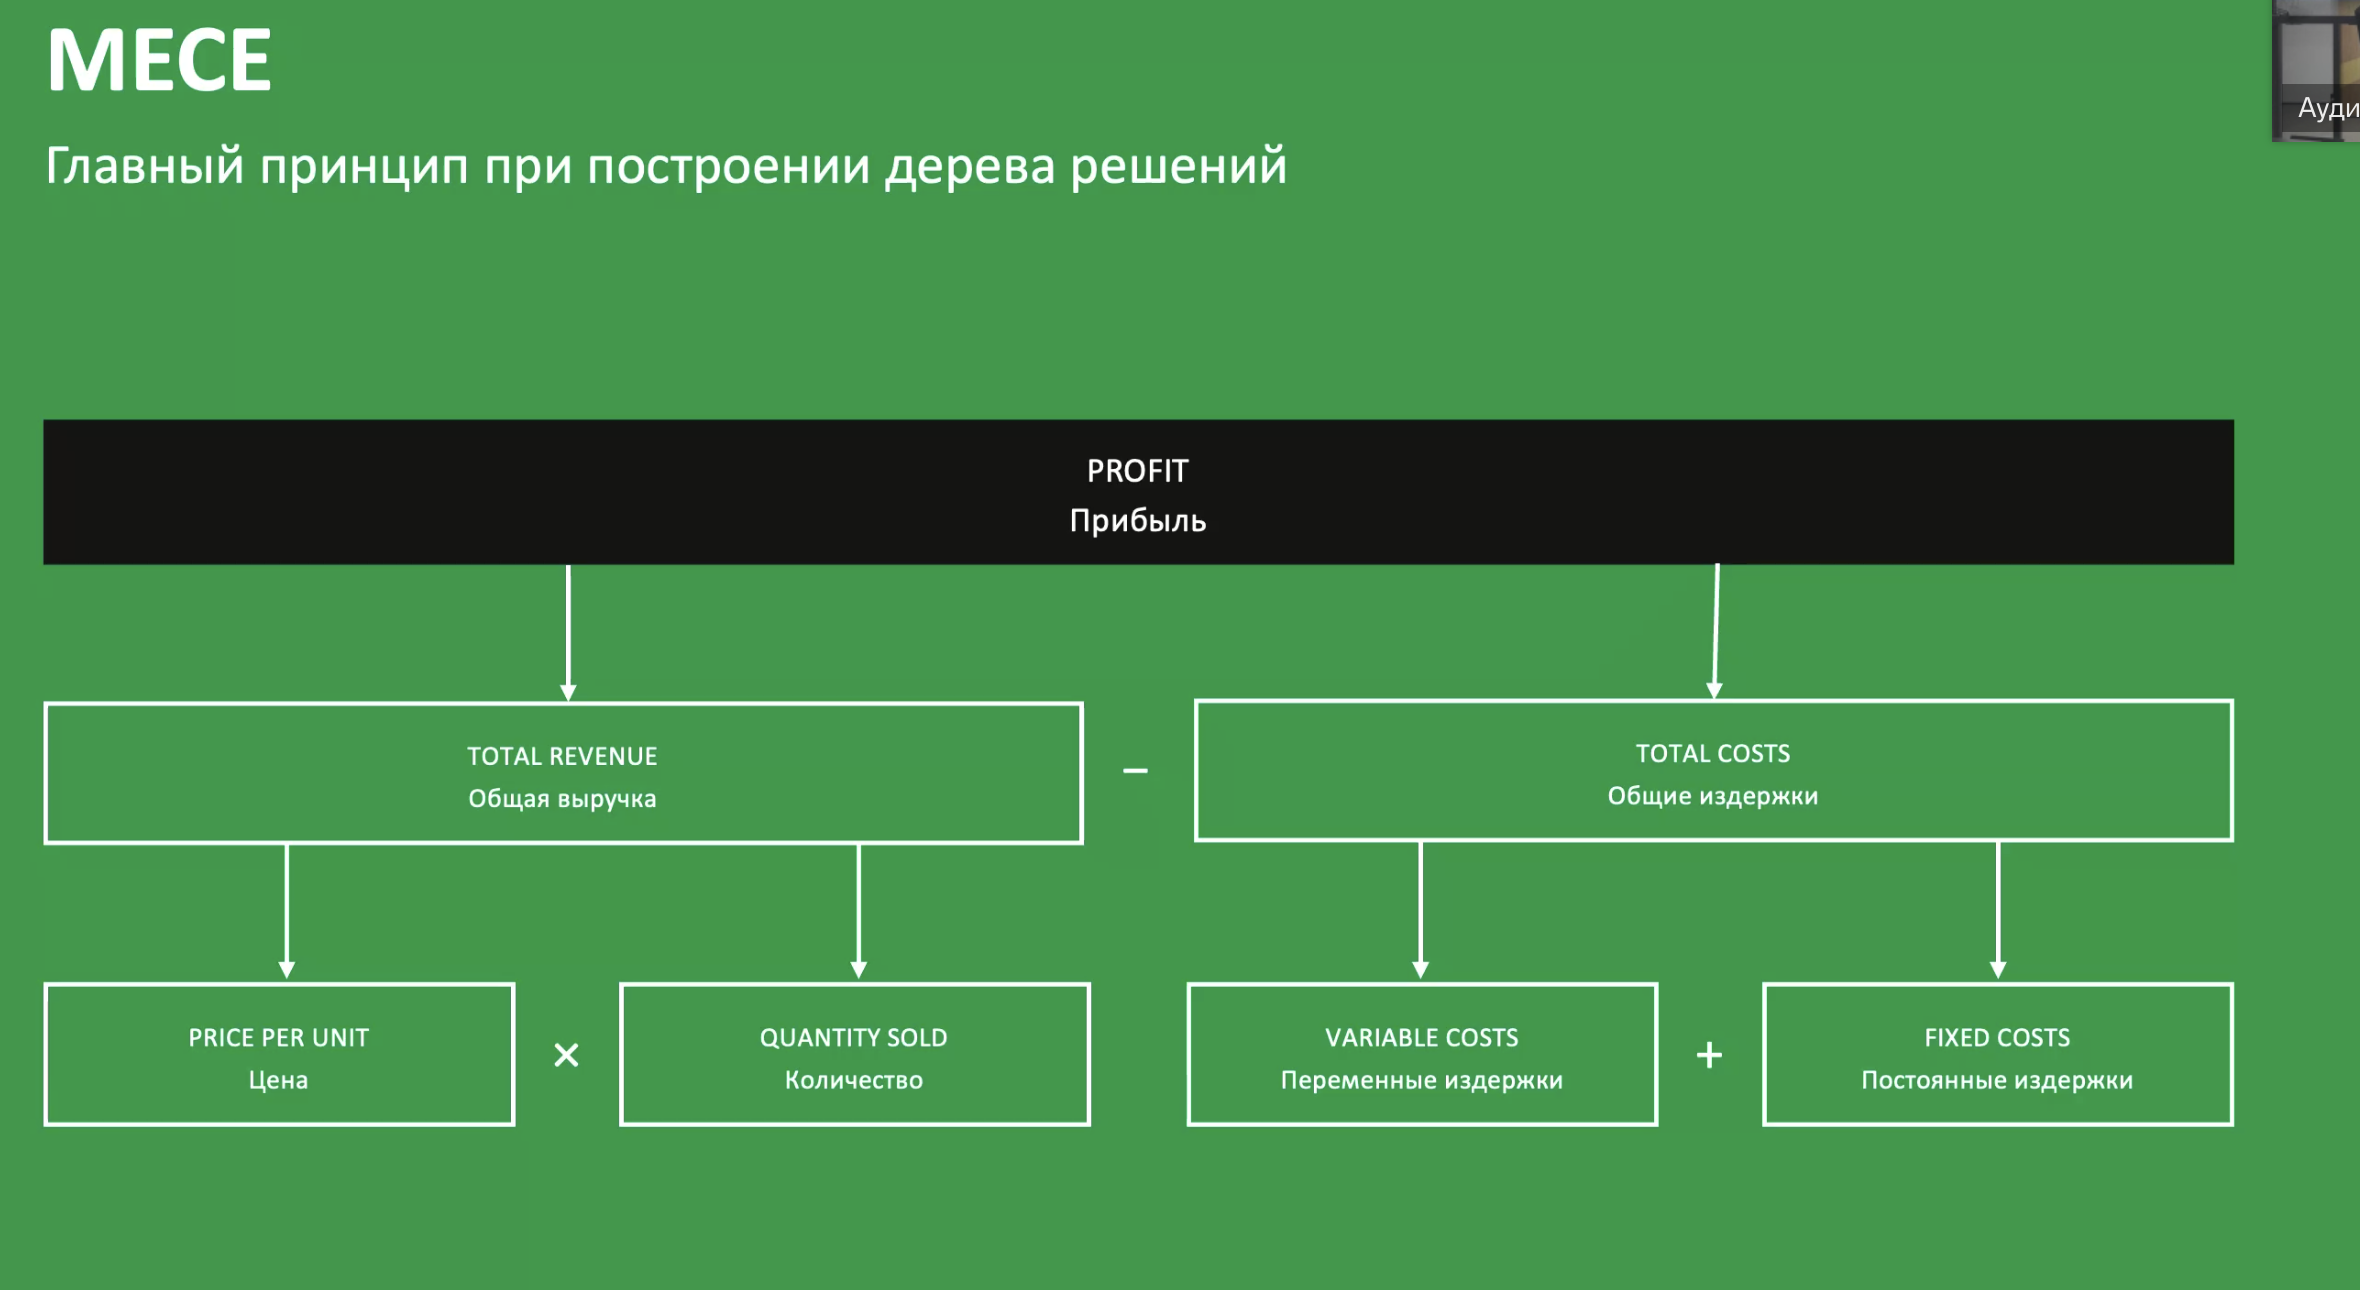 MECE
Главный принцип при построении дерева решений
PROFIT
Прибыль
TOTAL REVENUE
Общая выручка
–
TOTAL COSTS
Общие издержки
PRICE PER UNIT
Цена
×
QUANTITY SOLD
Количество
VARIABLE COSTS
Переменные издержки
+
FIXED COSTS
Постоянные издержки